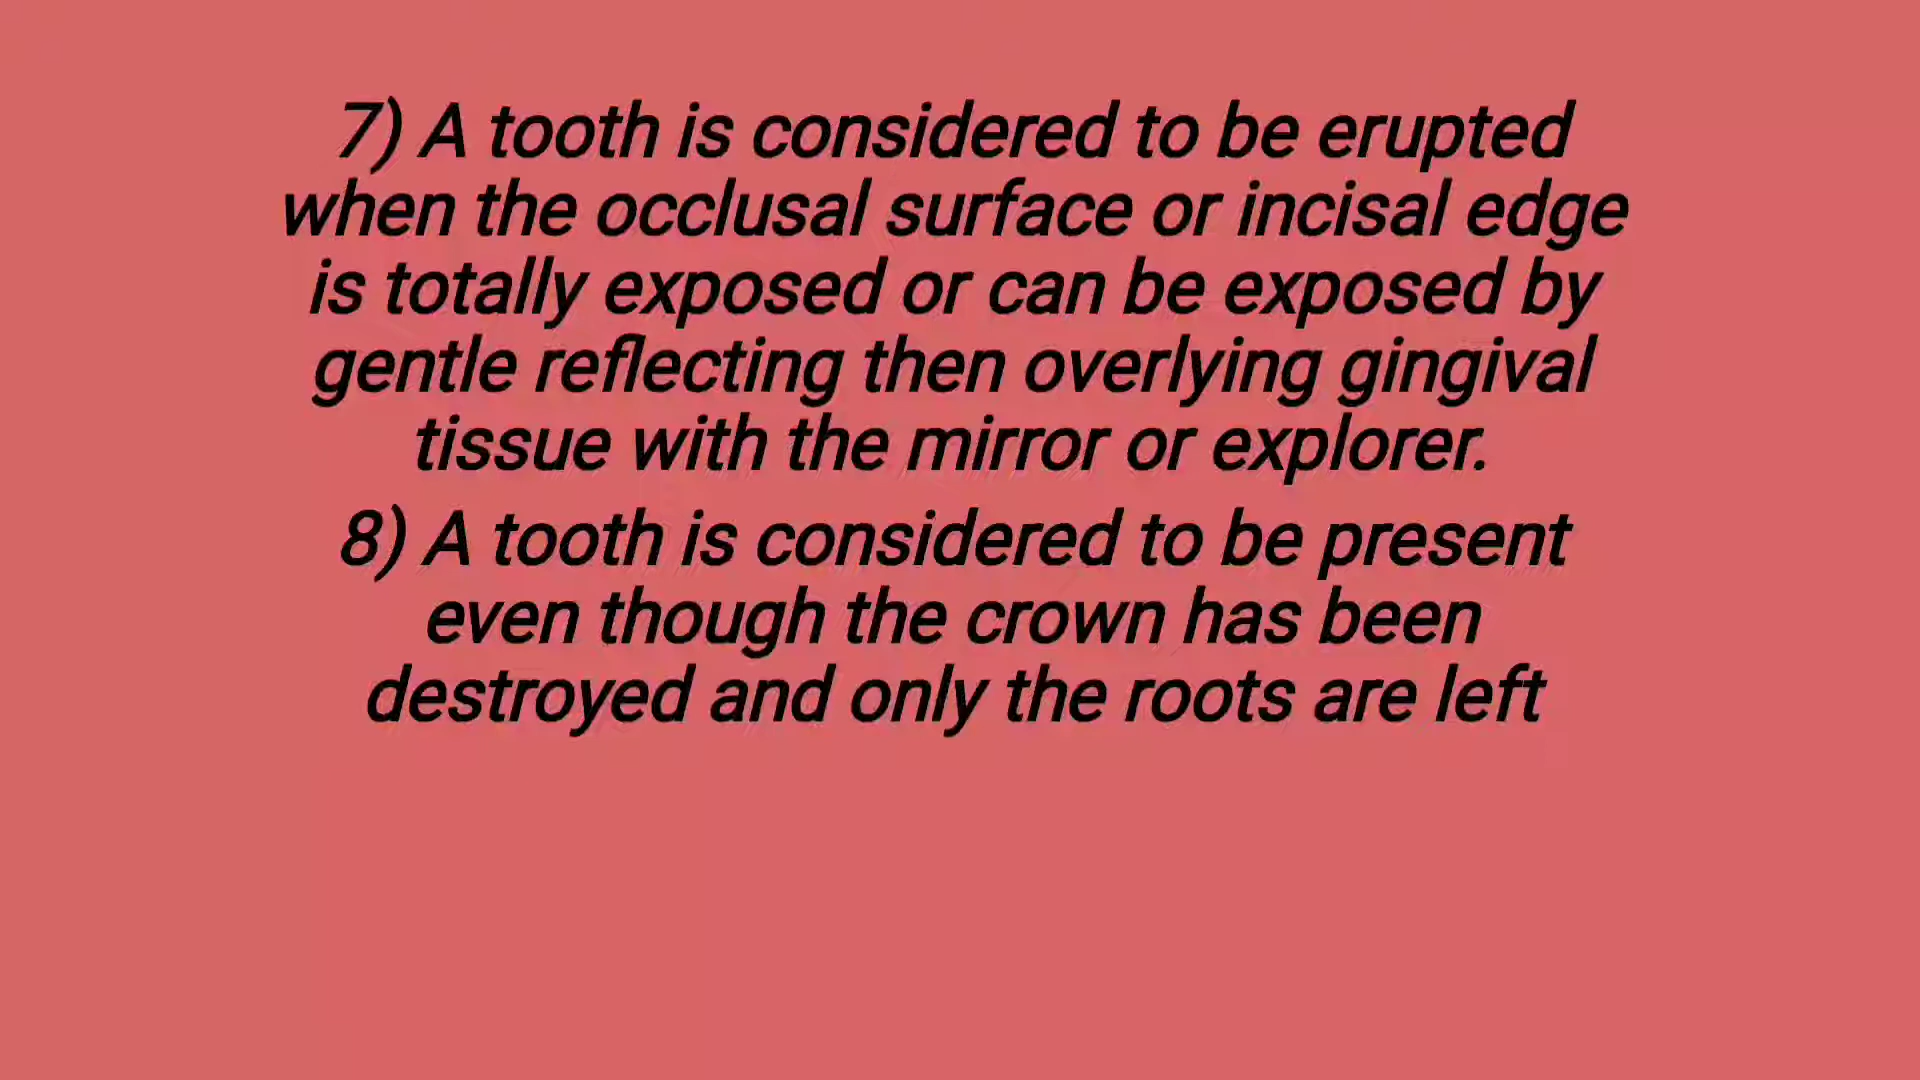 7) A tooth is considered to be erupted
when the occlusal surface or incisal edge
is totally exposed or can be exposed by
gentle reflecting then overlying gingival
tissue with the mirror or explorer.
8) A tooth is considered to be present
even though the crown has been
destroyed and only the roots are left